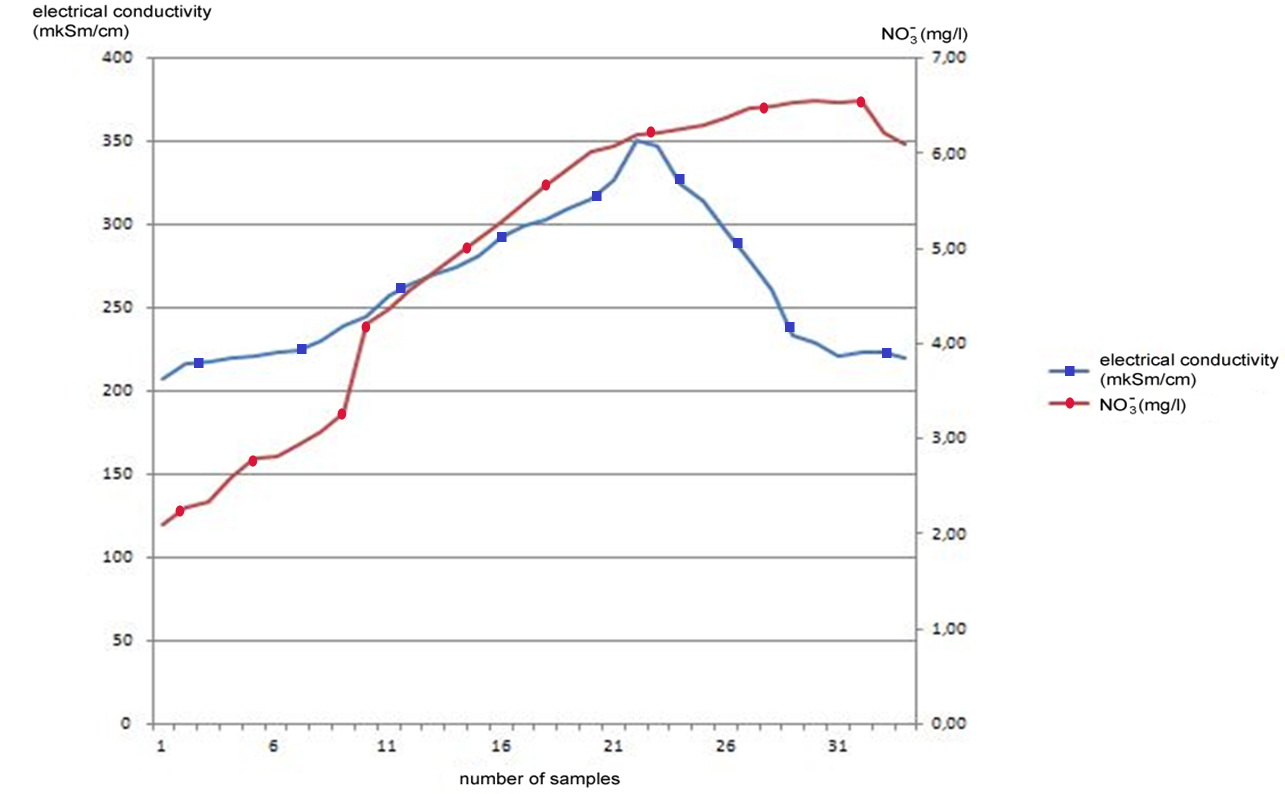 electrical conductivity
(mkSm/cm)
NO₃⁻(mg/l)
400
350
300
250
200
150
100
50
0
7,00
6,00
5,00
4,00
3,00
2,00
1,00
0,00
1 6 11 16 21 26 31
number of samples
electrical conductivity
(mkSm/cm)
NO₃⁻(mg/l)